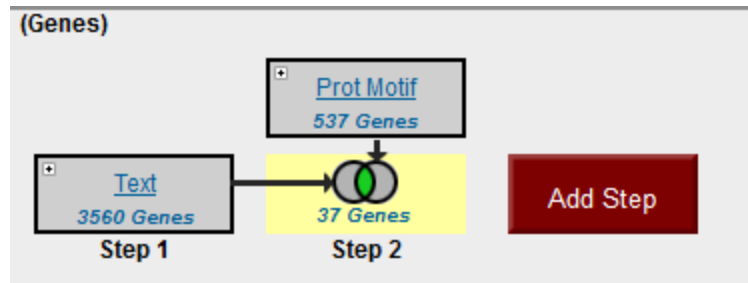 (Genes)
Prot Motif
537 Genes
Text
3560 Genes
37 Genes
Add Step
Step 1
Step 2